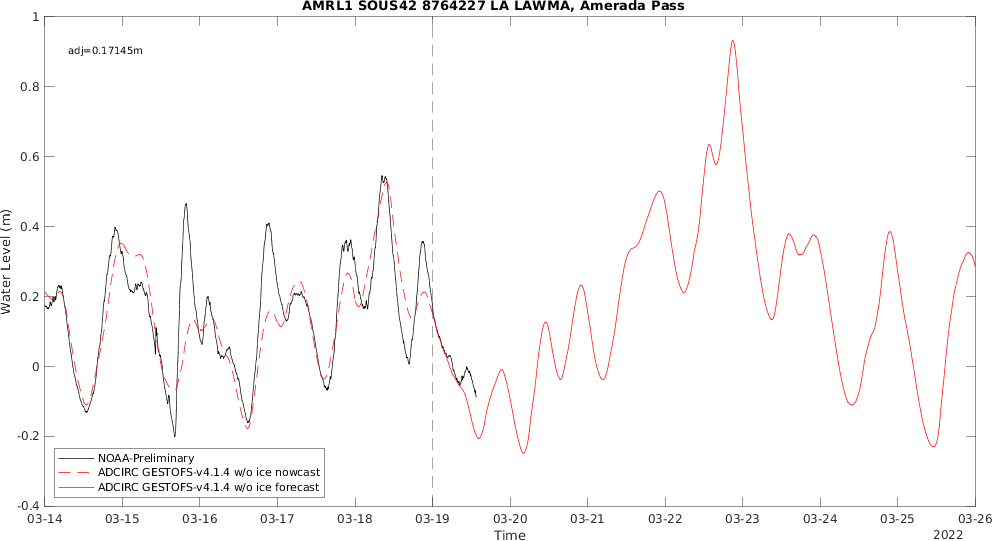 AMRL1 SOUS42 8764227 LA LAWMA, Amerada Pass
adj=0.17145m
Water Level (m)
1
0.8
0.6
0.4
0.2
0
-0.2
-0.4
NOAA-Preliminary
ADCIRC GESTOFS-v4.1.4 w/o ice nowcast
ADCIRC GESTOFS-v4.1.4 w/o ice forecast
03-14 03-15 03-16 03-17 03-18 03-19 03-20 03-21 03-22 03-23 03-24 03-25 03-26
Time
2022